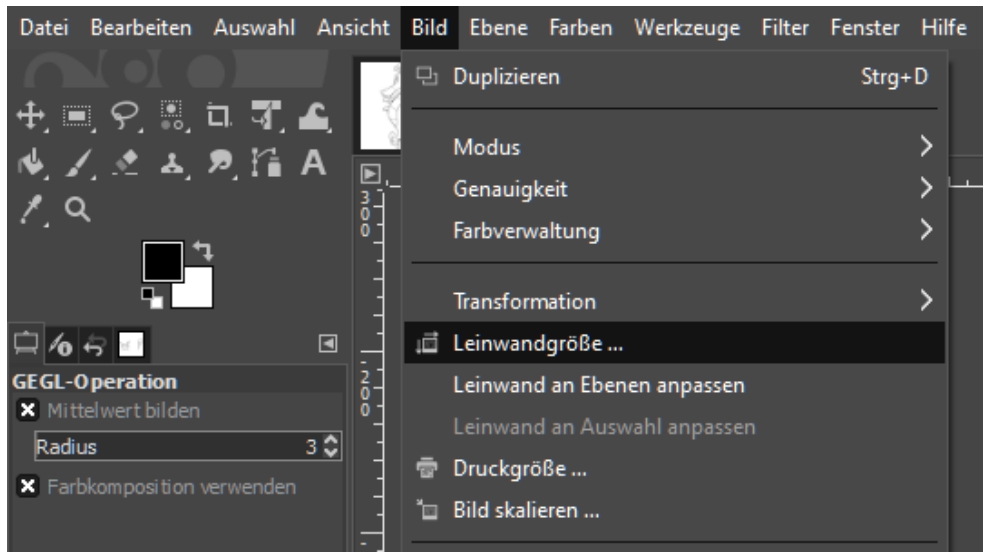 Datei Bearbeiten Auswahl Ansicht Bild Ebene Farben Werkzeuge Filter Fenster Hilfe
Duplizieren Strg+D
Modus
Genauigkeit
Farbverwaltung
Transformation
Leinwandgröße ...
Leinwand an Ebenen anpassen
Leinwand an Auswahl anpassen
Druckgröße ...
Bild skalieren ...
A
300
200
GEGL-Operation
Mittelwert bilden
Radius 3
Farbkomposition verwenden